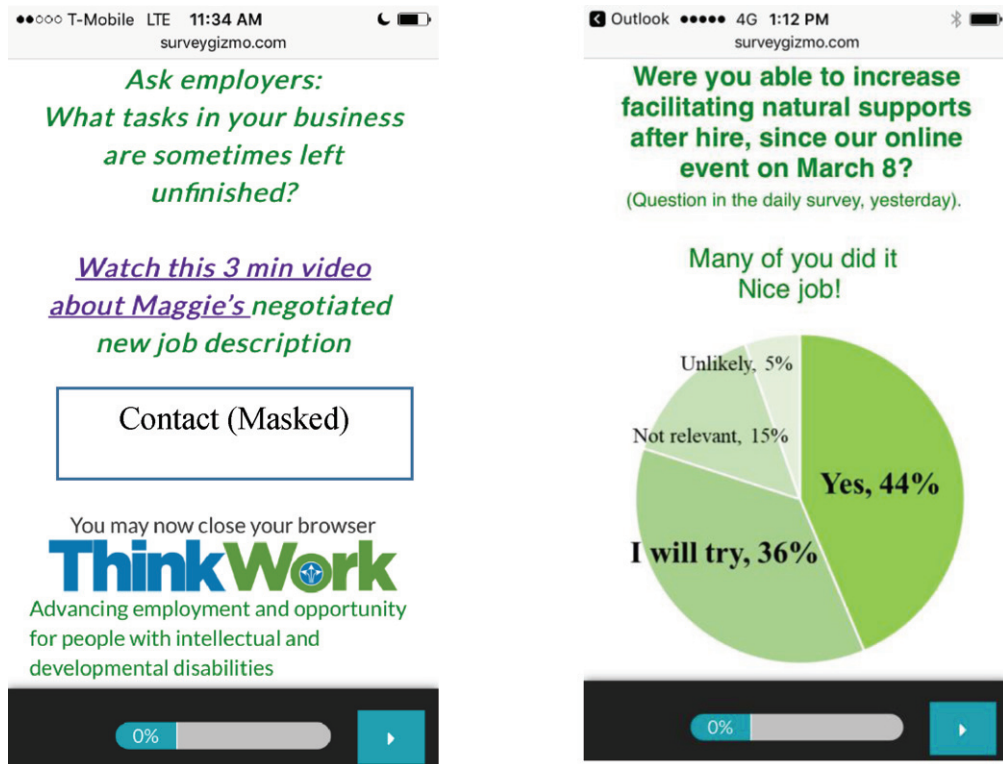 T-Mobile LTE 11:34 AM
surveygizmo.com
Ask employers:
What tasks in your business
are sometimes left
unfinished?
Watch this 3 min video
about Maggie's negotiated
new job description
Contact (Masked)
You may now close your browser
ThinkWork
Advancing employment and opportunity
for people with intellectual and
developmental disabilities
0%
Outlook 4G 1:12 PM
surveygizmo.com
Were you able to increase
facilitating natural supports
after hire, since our online
event on March 8?
(Question in the daily survey, yesterday).
Many of you did it
Nice job!
Unlikely, 5%
Not relevant, 15%
Yes, 44%
I will try, 36%
0%